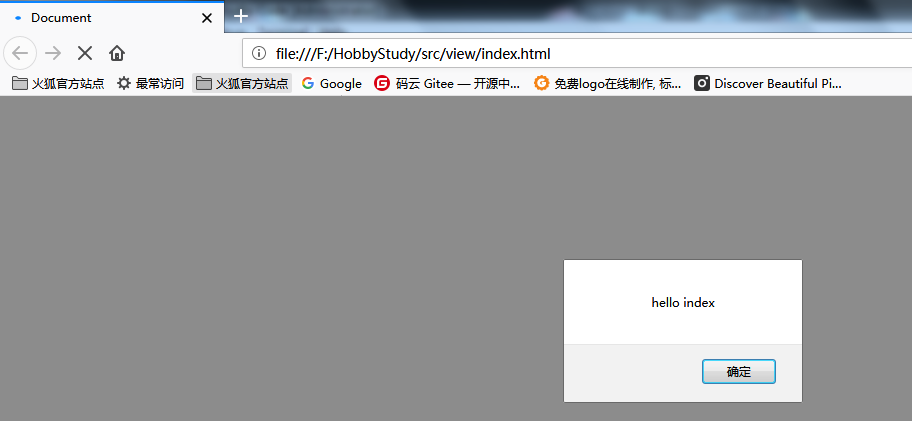 Document
file:///F:/HobbyStudy/src/view/index.html
火狐官方站点 最常访问 火狐官方站点 Google 码云 Gitee — 开源中... 免费logo在线制作, 标... Discover Beautiful Pi...
hello index
确定